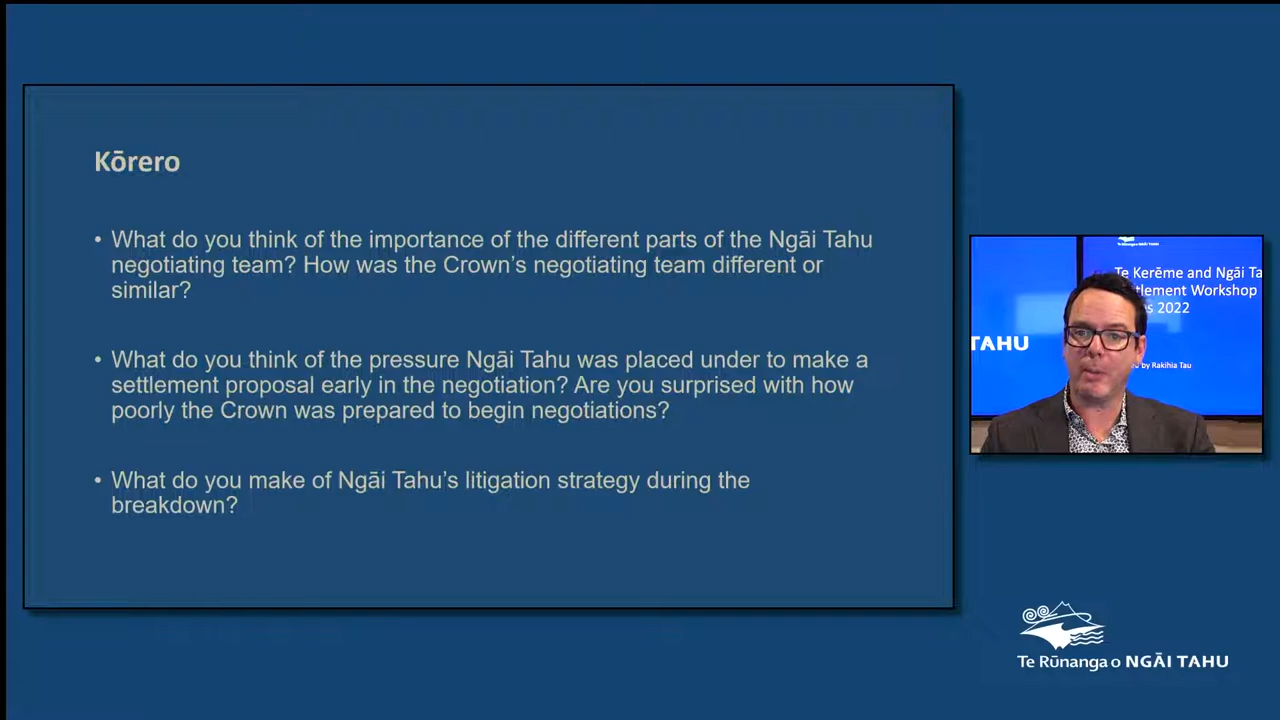 Kōrero
• What do you think of the importance of the different parts of the Ngāi Tahu
negotiating team? How was the Crown's negotiating team different or
similar?
• What do you think of the pressure Ngāi Tahu was placed under to make a
settlement proposal early in the negotiation? Are you surprised with how
poorly the Crown was prepared to begin negotiations?
• What do you make of Ngāi Tahu's litigation strategy during the
breakdown?
Te Kerēme and Ngāi Ta
tlement Workshop
2022
TAHU
by Rakihia Tau
Te Rūnanga o NGĀI TAHU